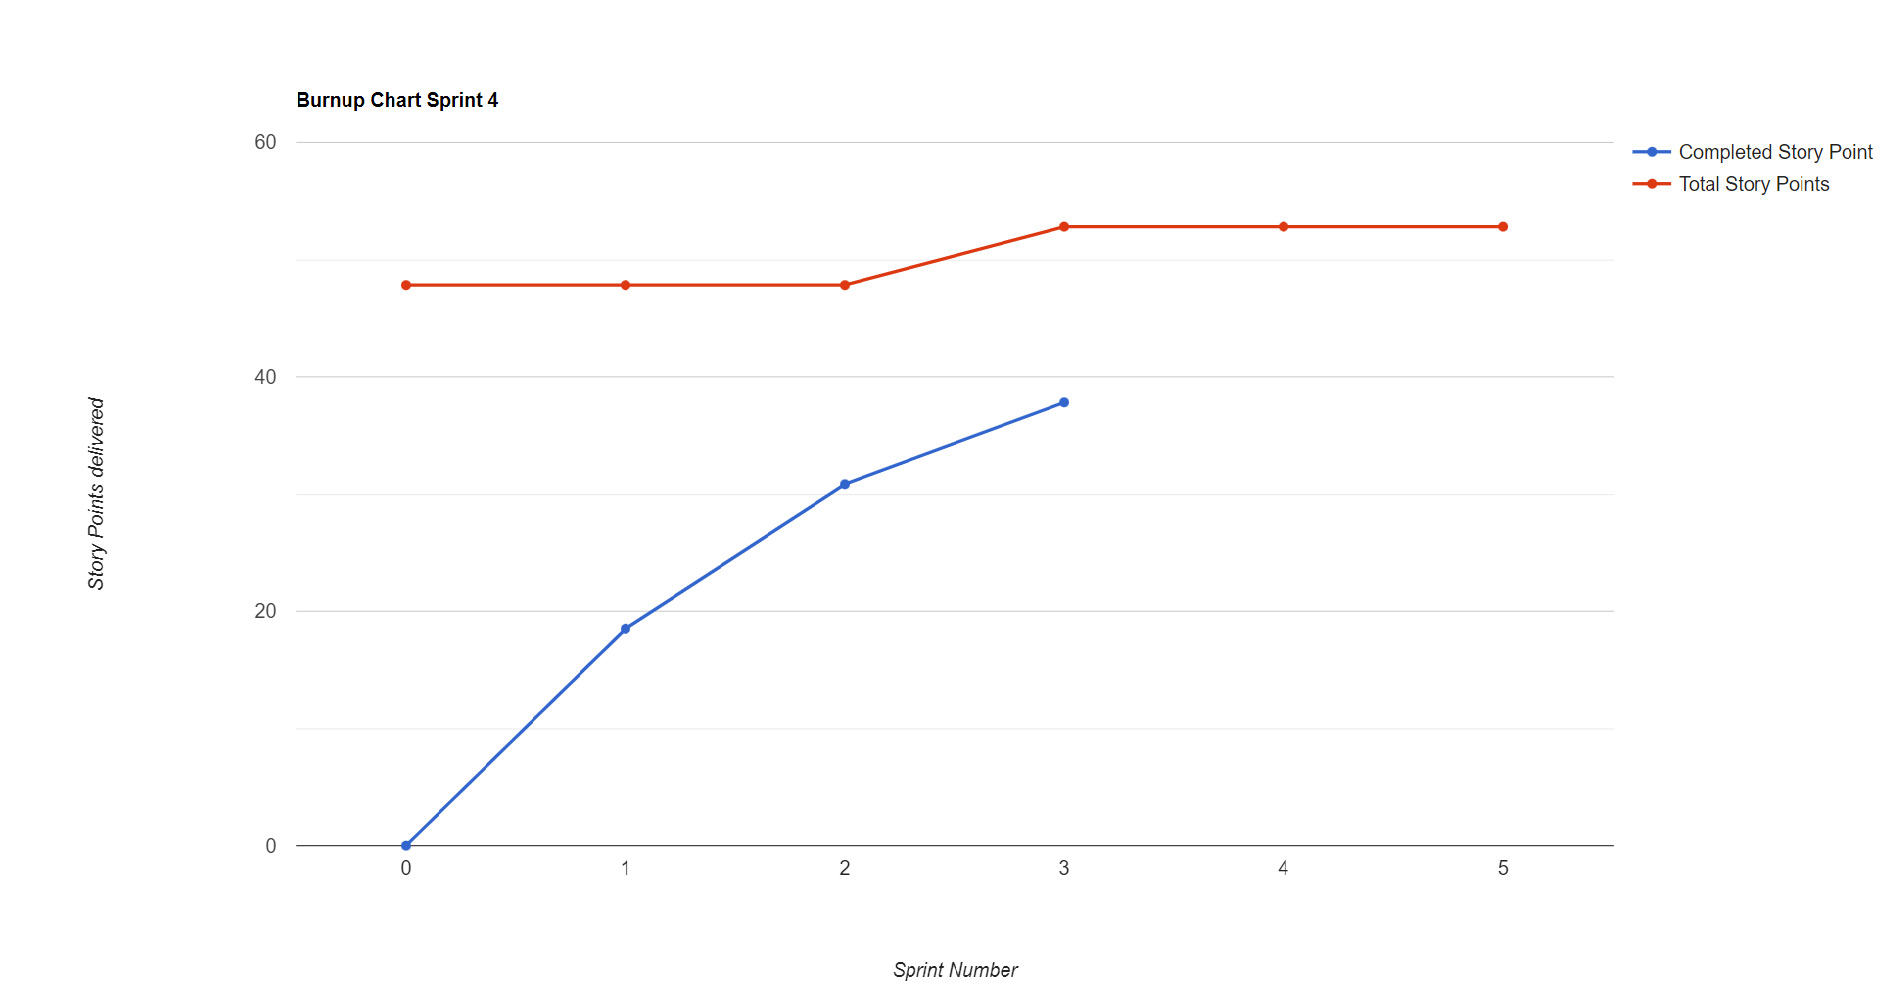 Burnup Chart Sprint 4
60
40
20
0
Story Points delivered
0 1 2 3 4 5
Sprint Number
Completed Story Point
Total Story Points